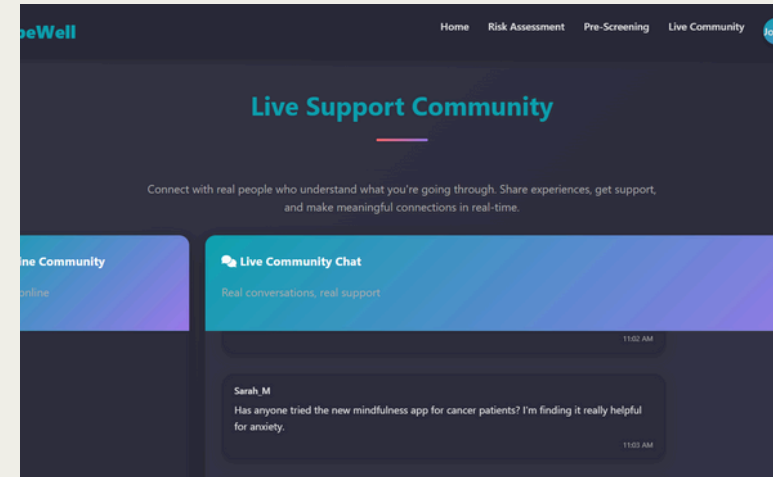 beWell
Home Risk Assessment Pre-Screening Live Community
Jo
Live Support Community
Connect with real people who understand what you're going through. Share experiences, get support,
and make meaningful connections in real-time.
ine Community
online
Live Community Chat
Real conversations, real support
11:02 AM
Sarah_M
Has anyone tried the new mindfulness app for cancer patients? I'm finding it really helpful
for anxiety.
11:03 AM